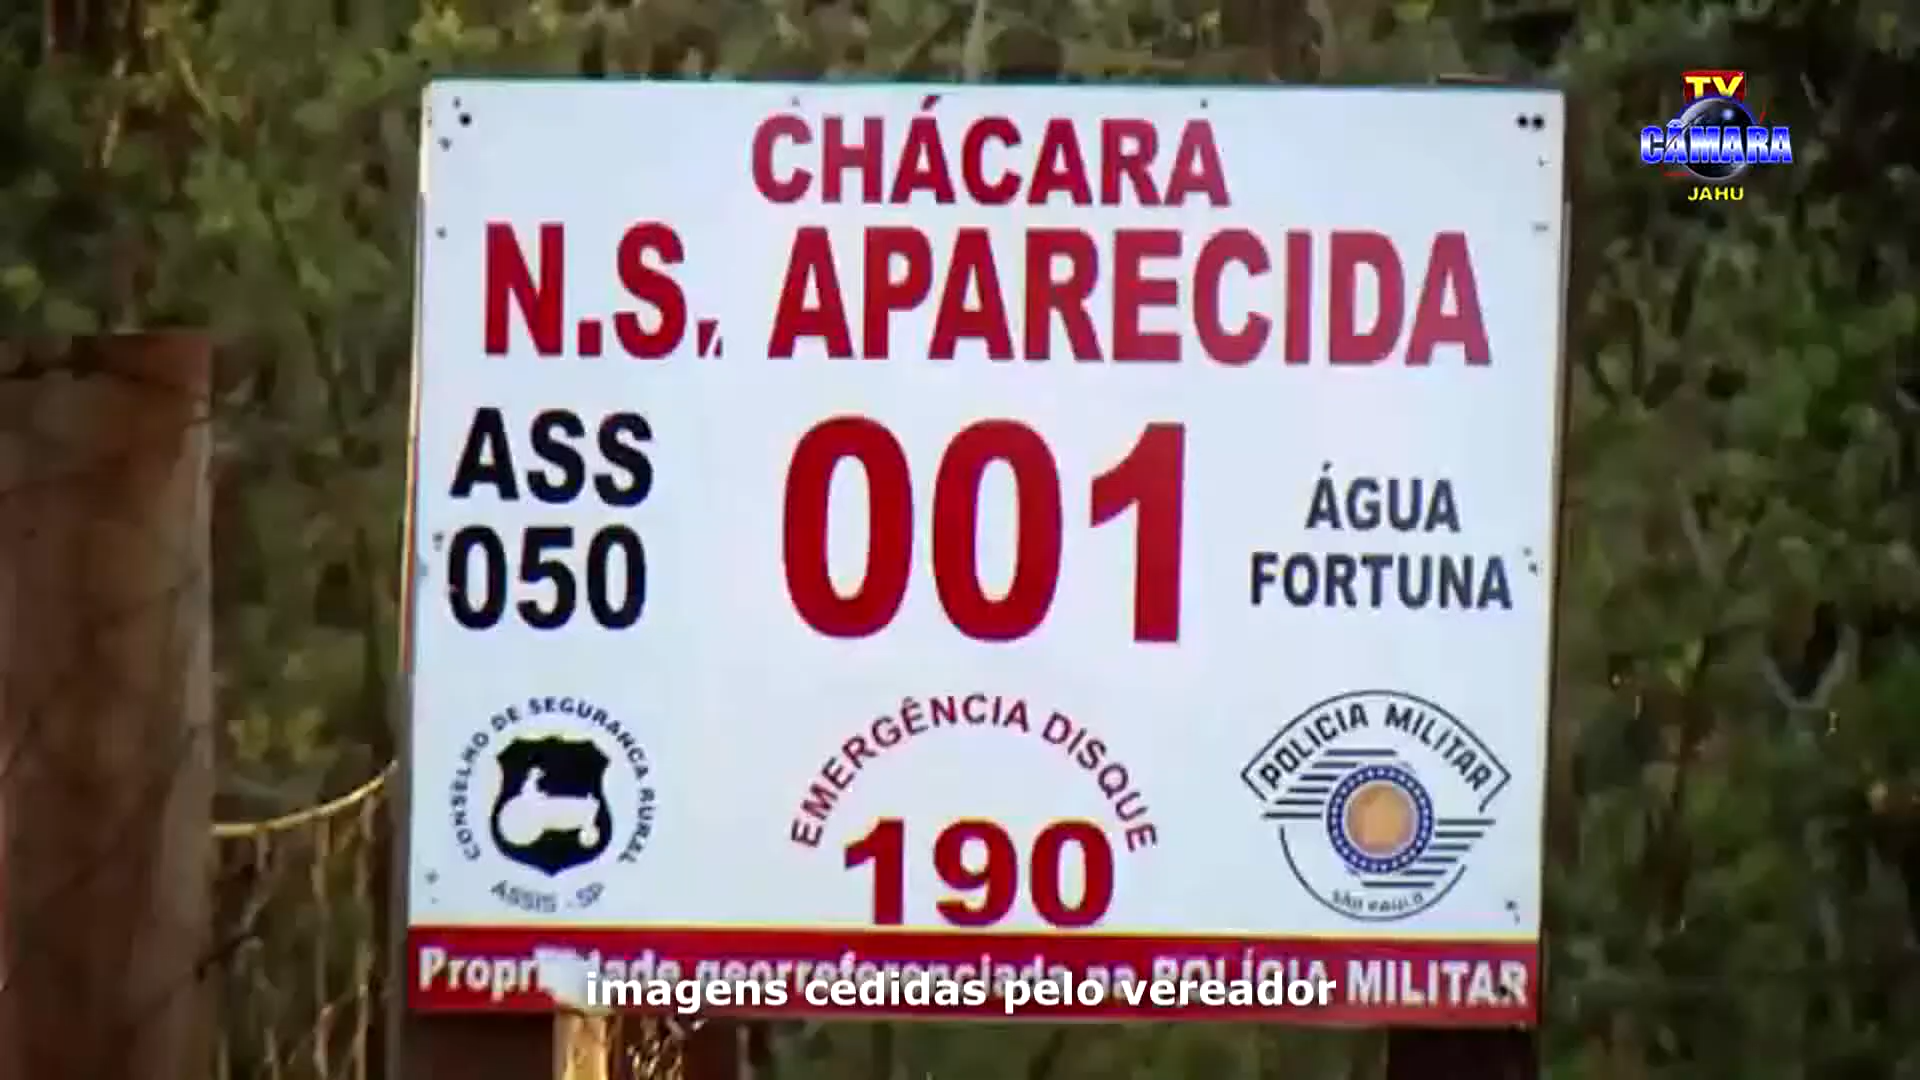 TV
CÂMARA
JAHU
CHÁCARA
N.S. APARECIDA
ASS
050
001
ÁGUA
FORTUNA
CONSELHO DE SEGURANÇA RURAL
ASSIS - SP
EMERGÊNCIA DISQUE
190
POLICIA MILITAR
SÃO PAULO
Propriedade georreferenciada na POLÍCIA MILITAR
imagens cedidas pelo vereador